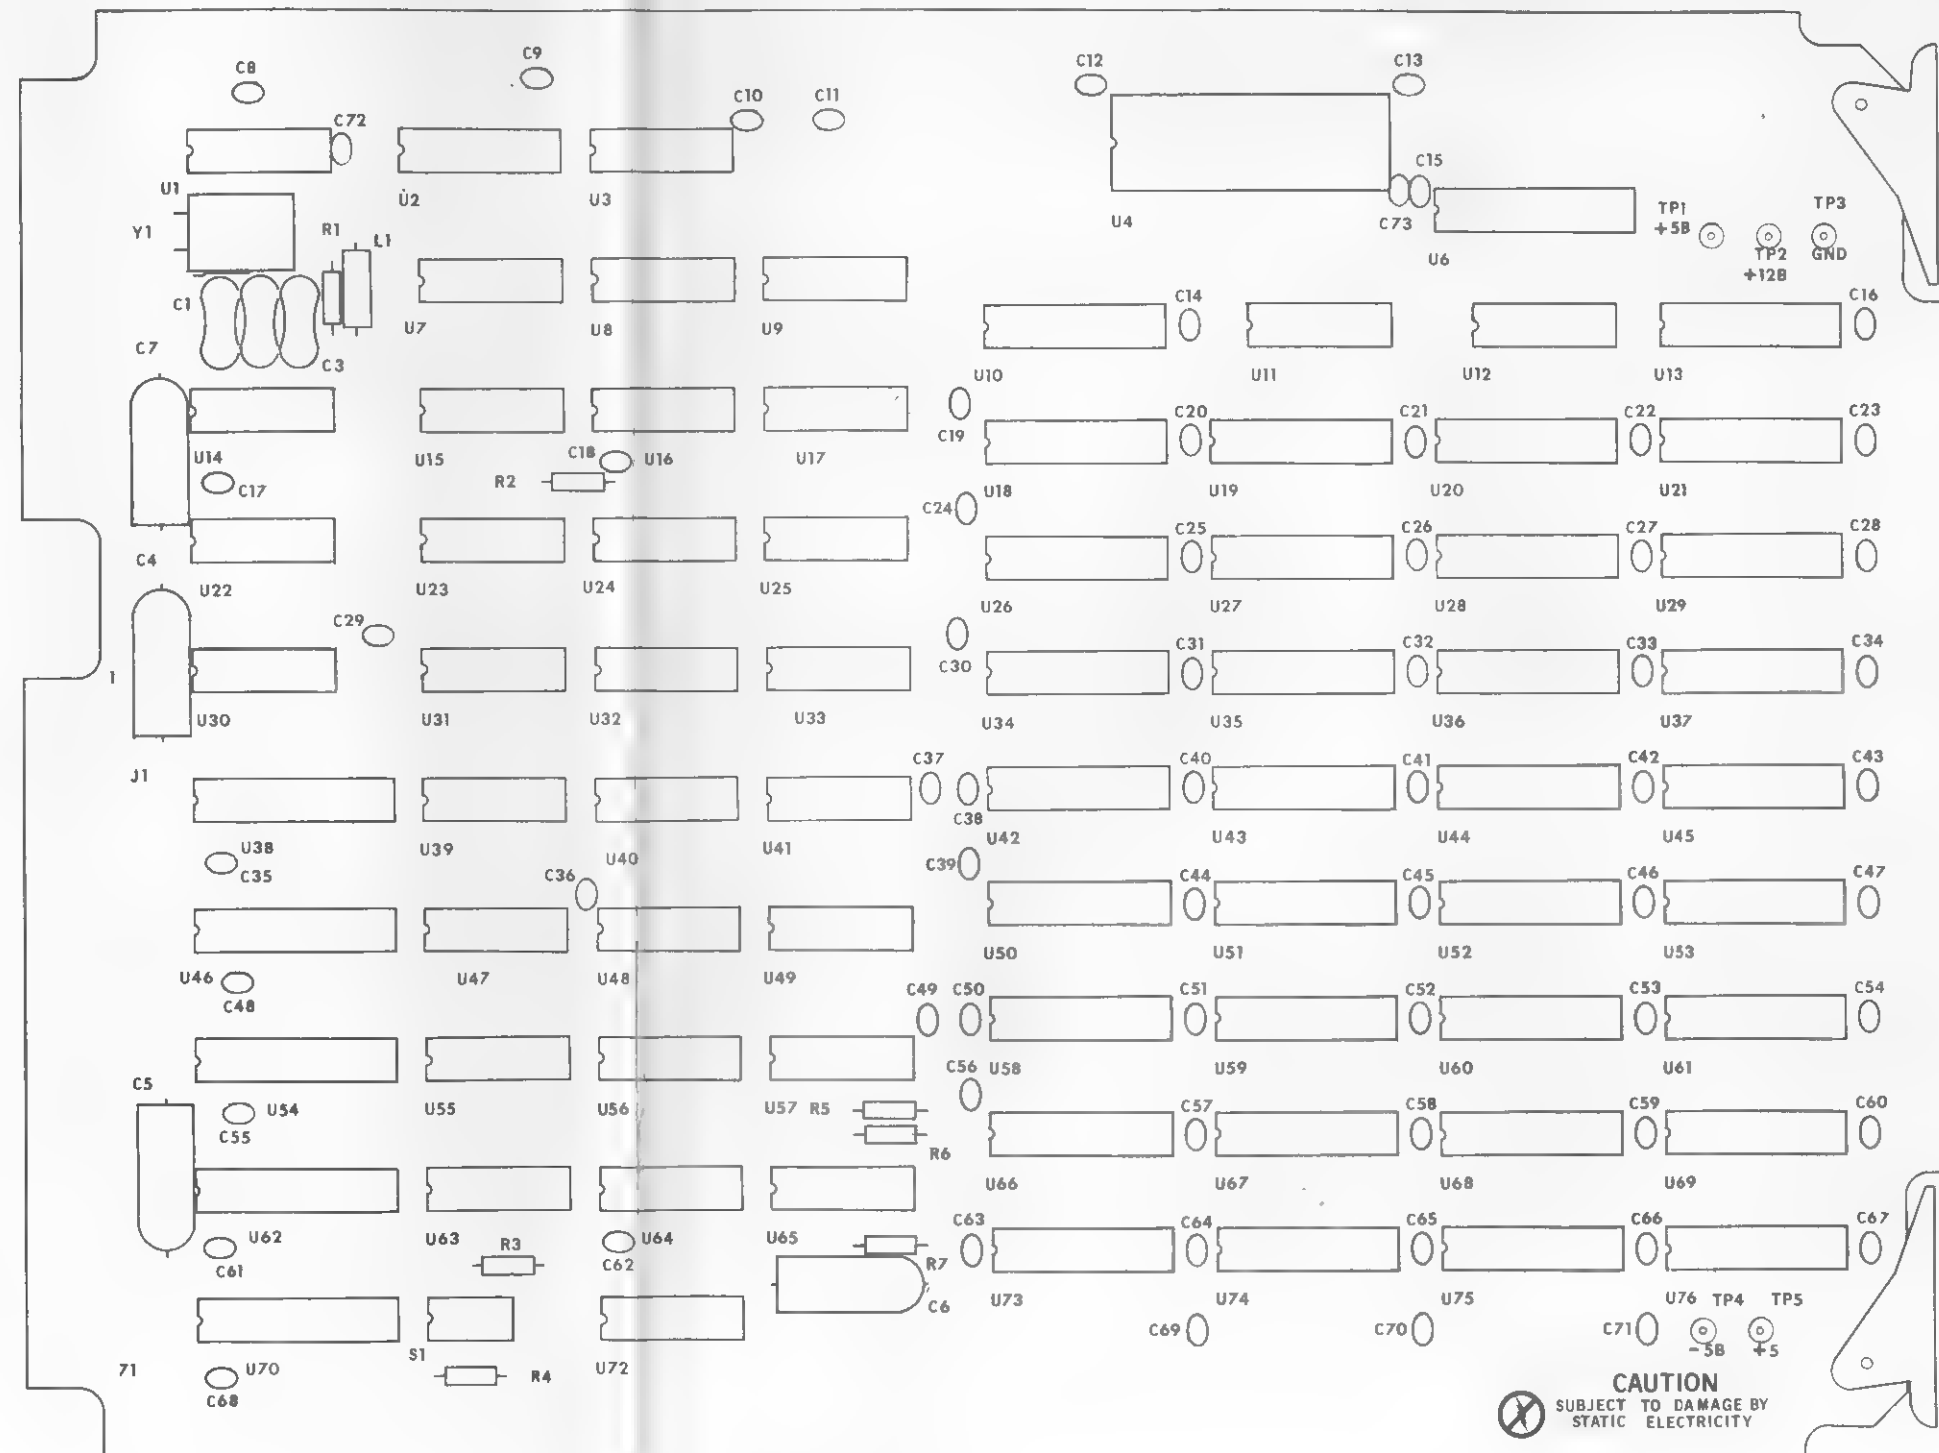 C8 C9 C12 C13
C72 C10 C11
C15
U1 U2 U3 U4 C73 TP1 TP3
Y1 R1 L1 +5B
U6 TP2 GND
+12B
C1 C14 C16
U7 U8 U9
C7 C3 U10 U11 U12 U13
C19 C20 C21 C22 C23
U14 U15 C18 U16 U17
C17 R2 U18 U19 U20 U21
C24 C25 C26 C27 C28
C4 U22 U23 U24 U25
U26 U27 U28 U29
C29
C30 C31 C32 C33 C34
1
U30 U31 U32 U33 U34 U35 U36 U37
J1 C37 C40 C41 C42 C43
C38
U38 U39 U40 U41 U42 U43 U44 U45
C35 C36 C39 C44 C45 C46 C47
U46 U47 U48 U49 U50 U51 U52 U53
C48 C49 C50 C51 C52 C53 C54
C5 C56 U58 U59 U60 U61
U54 U55 U56 U57 R5 C57 C58 C59 C60
C55 R6
U66 U67 U68 U69
U62 U63 R3 U64 U65 C63 C64 C65 C66 C67
C61 C62 R7
C6 U73 U74 U75 U76 TP4 TP5
C69 C70 C71
S1 -5B +5
71 U70 R4 U72
C68
CAUTION
SUBJECT TO DAMAGE BY
STATIC ELECTRICITY